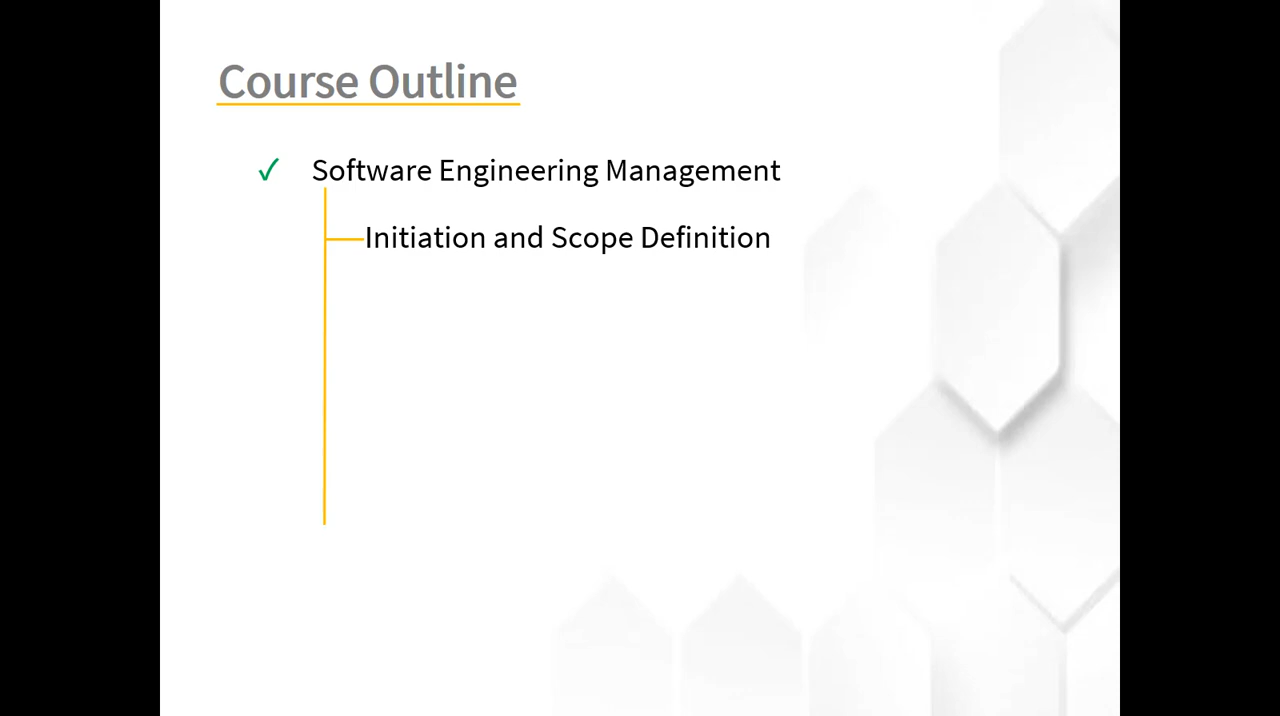 Course Outline
✓ Software Engineering Management
Initiation and Scope Definition